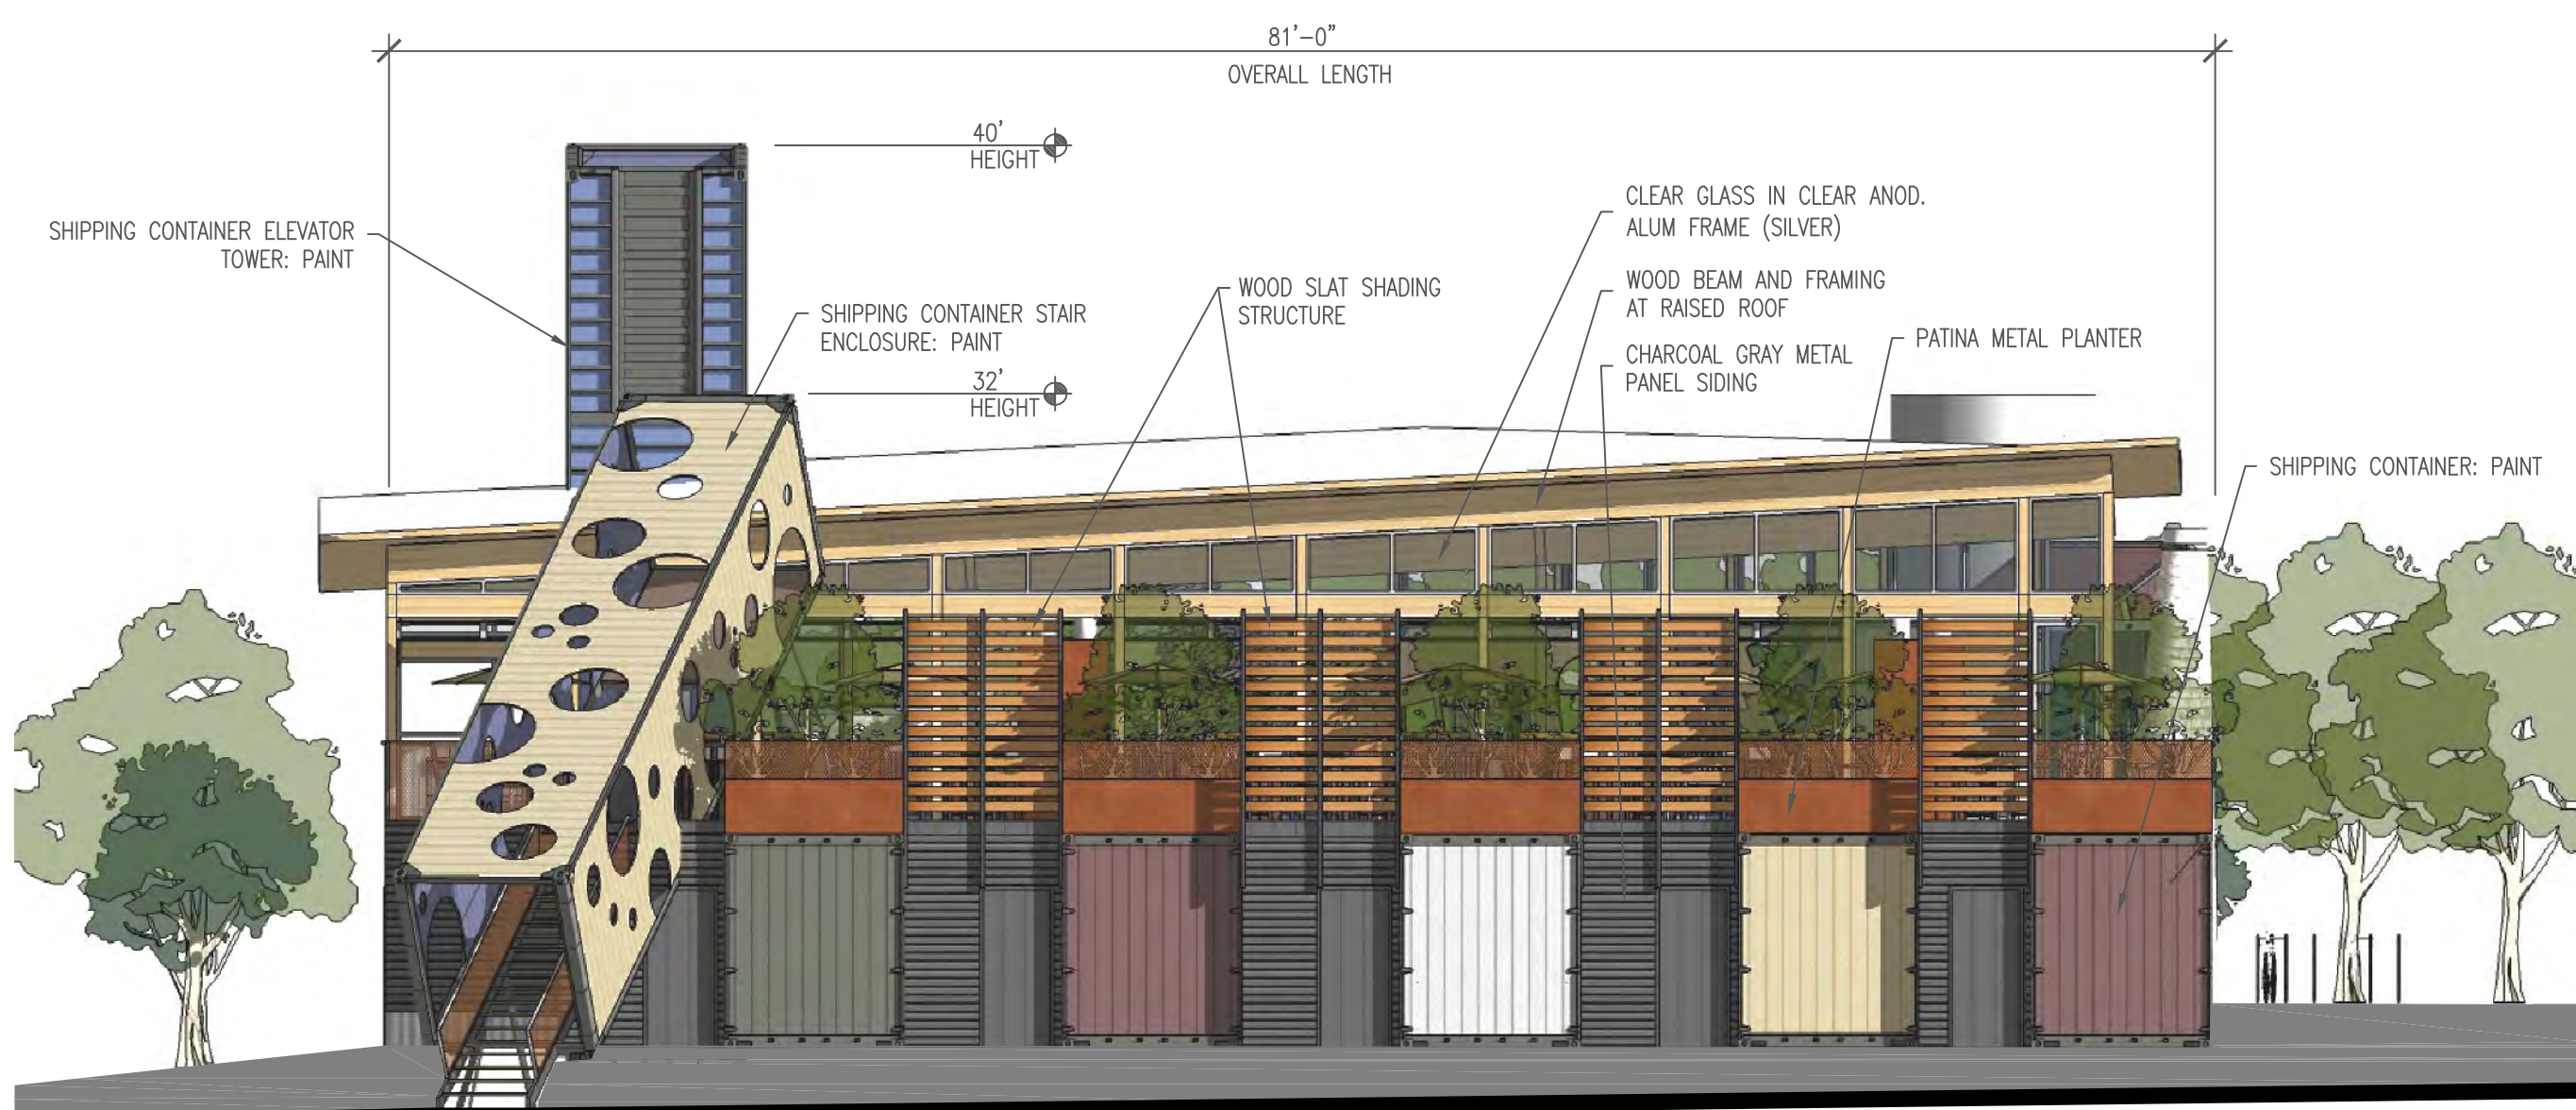 81'-0"
OVERALL LENGTH
40'
HEIGHT
SHIPPING CONTAINER ELEVATOR
TOWER: PAINT
SHIPPING CONTAINER STAIR
ENCLOSURE: PAINT
32'
HEIGHT
WOOD SLAT SHADING
STRUCTURE
CLEAR GLASS IN CLEAR ANOD.
ALUM FRAME (SILVER)
WOOD BEAM AND FRAMING
AT RAISED ROOF
CHARCOAL GRAY METAL
PANEL SIDING
PATINA METAL PLANTER
SHIPPING CONTAINER: PAINT